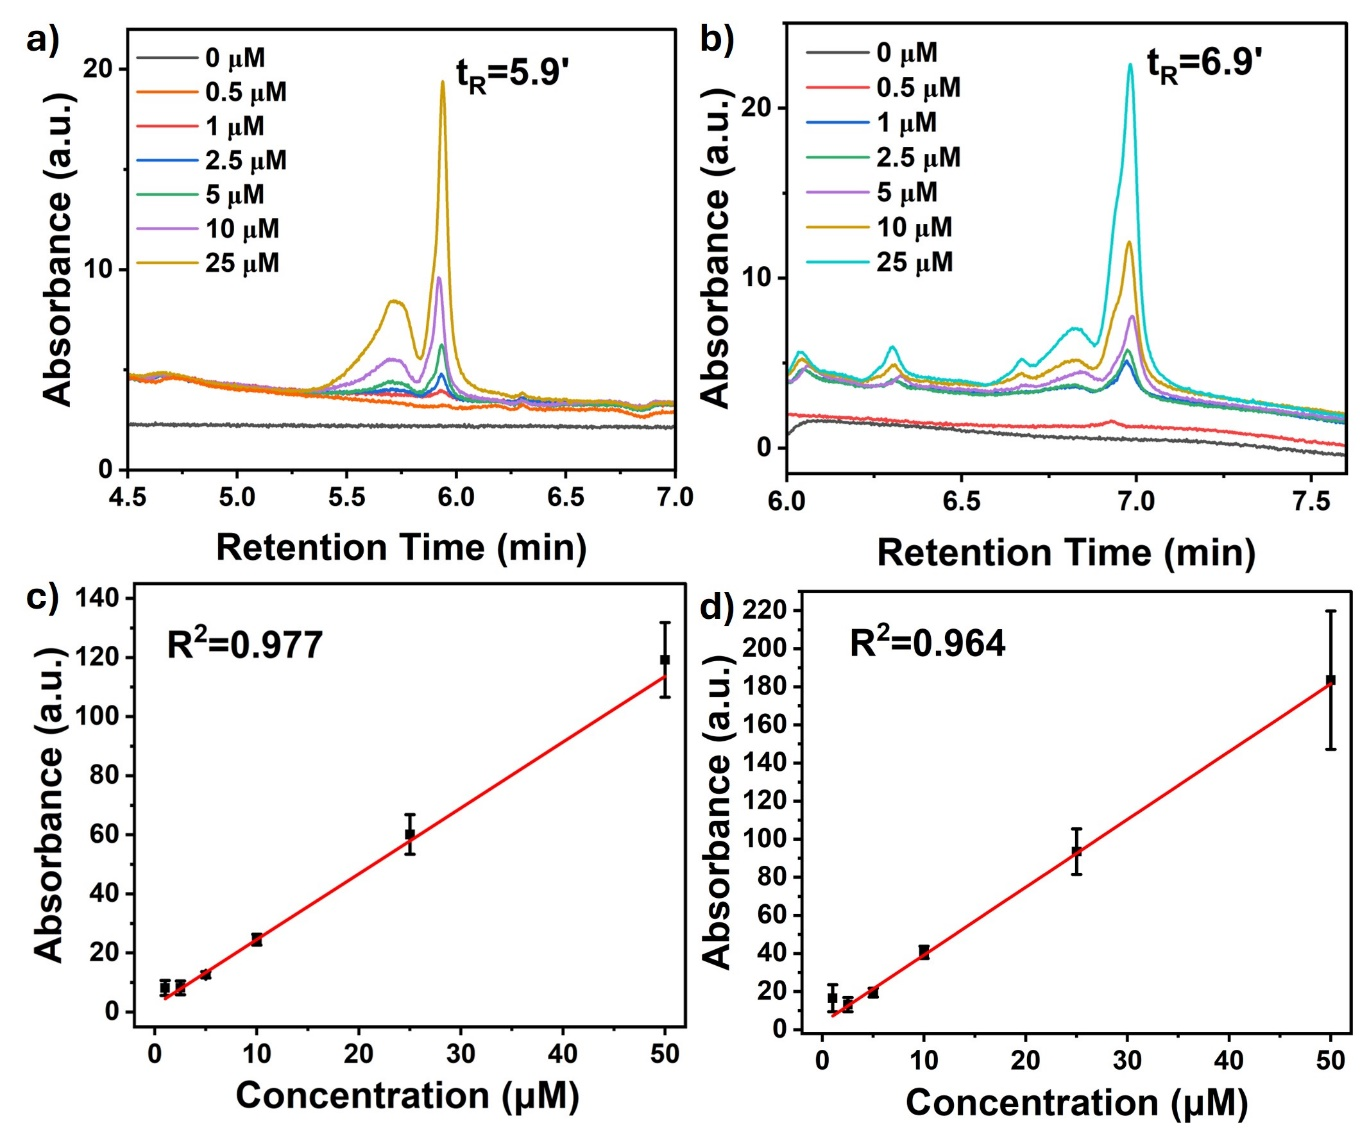 a)
t_R=5.9'
0 μM
0.5 μM
1 μM
2.5 μM
5 μM
10 μM
25 μM
Absorbance (a.u.)
20
10
0
4.5 5.0 5.5 6.0 6.5 7.0
Retention Time (min)
b)
t_R=6.9'
0 μM
0.5 μM
1 μM
2.5 μM
5 μM
10 μM
25 μM
Absorbance (a.u.)
20
10
0
6.0 6.5 7.0 7.5
Retention Time (min)
c)
R²=0.977
Absorbance (a.u.)
140
120
100
80
60
40
20
0
0 10 20 30 40 50
Concentration (μM)
d)
R²=0.964
Absorbance (a.u.)
220
200
180
160
140
120
100
80
60
40
20
0
0 10 20 30 40 50
Concentration (μM)